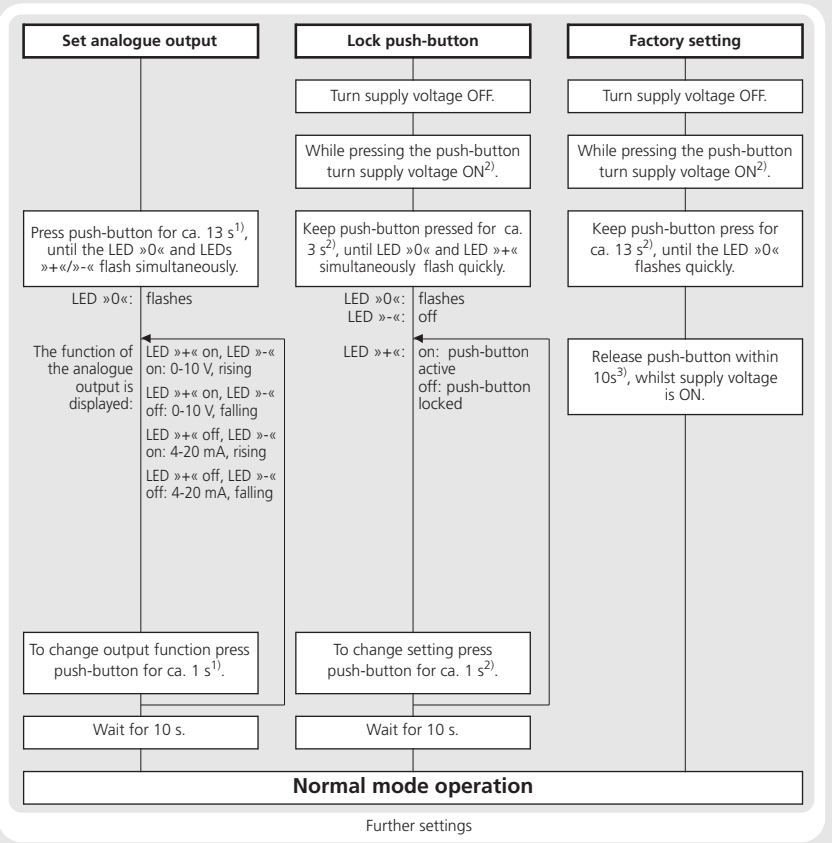 Set analogue output
Press push-button for ca. 13 s1),
until the LED »0« and LEDs
»+«/»-« flash simultaneously.
LED »0«: flashes
The function of
the analogue
output is
displayed:
LED »+« on, LED »-«
on: 0-10 V, rising
LED »+« on, LED »-«
off: 0-10 V, falling
LED »+« off, LED »-«
on: 4-20 mA, rising
LED »+« off, LED »-«
off: 4-20 mA, falling
To change output function press
push-button for ca. 1 s1).
Wait for 10 s.
Lock push-button
Turn supply voltage OFF.
While pressing the push-button
turn supply voltage ON2).
Keep push-button pressed for ca.
3 s2), until LED »0« and LED »+«
simultaneously flash quickly.
LED »0«: flashes
LED »-«: off
LED »+«: on: push-button
active
off: push-button
locked
To change setting press
push-button for ca. 1 s2).
Wait for 10 s.
Factory setting
Turn supply voltage OFF.
While pressing the push-button
turn supply voltage ON2).
Keep push-button press for
ca. 13 s2), until the LED »0«
flashes quickly.
Release push-button within
10s3), whilst supply voltage
is ON.
Normal mode operation
Further settings